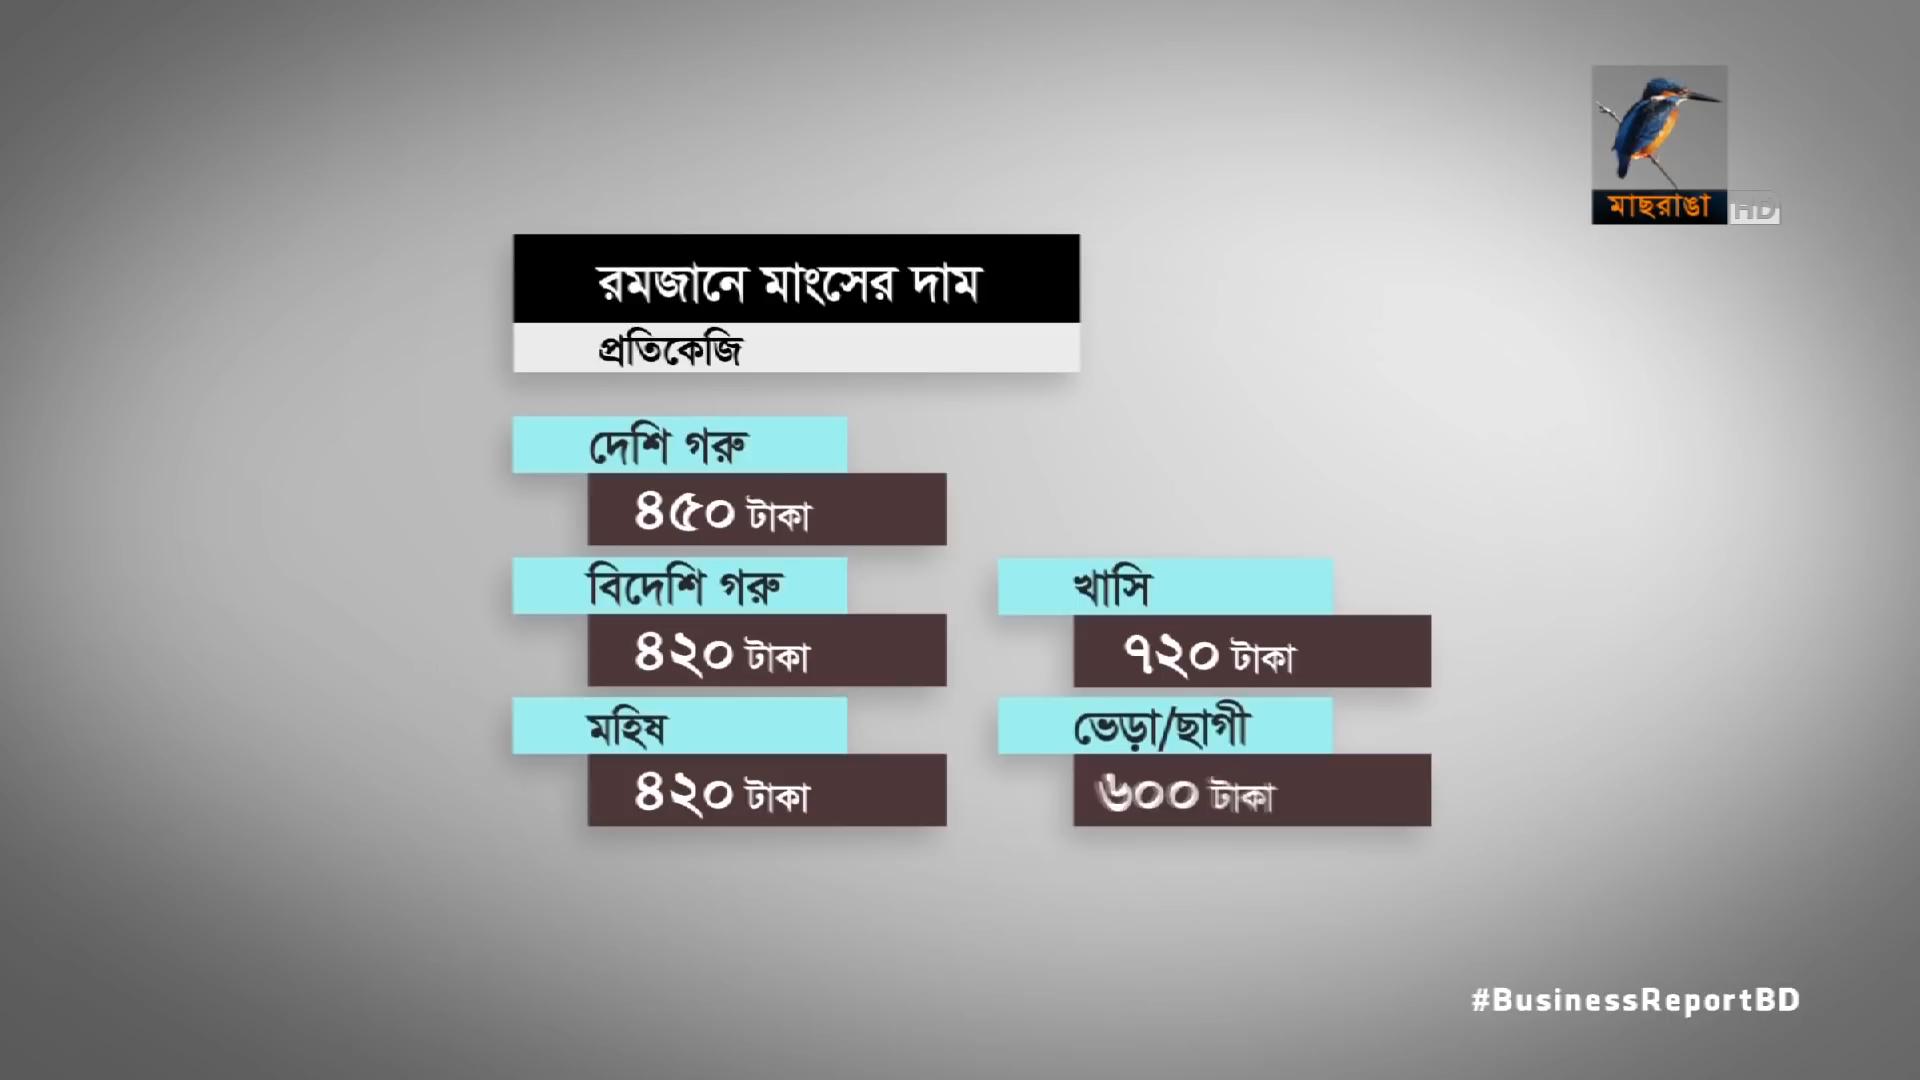 মাছরাঙা HD
রমজানে মাংসের দাম
প্রতিকেজি
দেশি গরু
৪৫০ টাকা
বিদেশি গরু
৪২০ টাকা
মহিষ
৪২০ টাকা
খাসি
৭২০ টাকা
ভেড়া/ছাগী
৬০০ টাকা
#BusinessReportBD